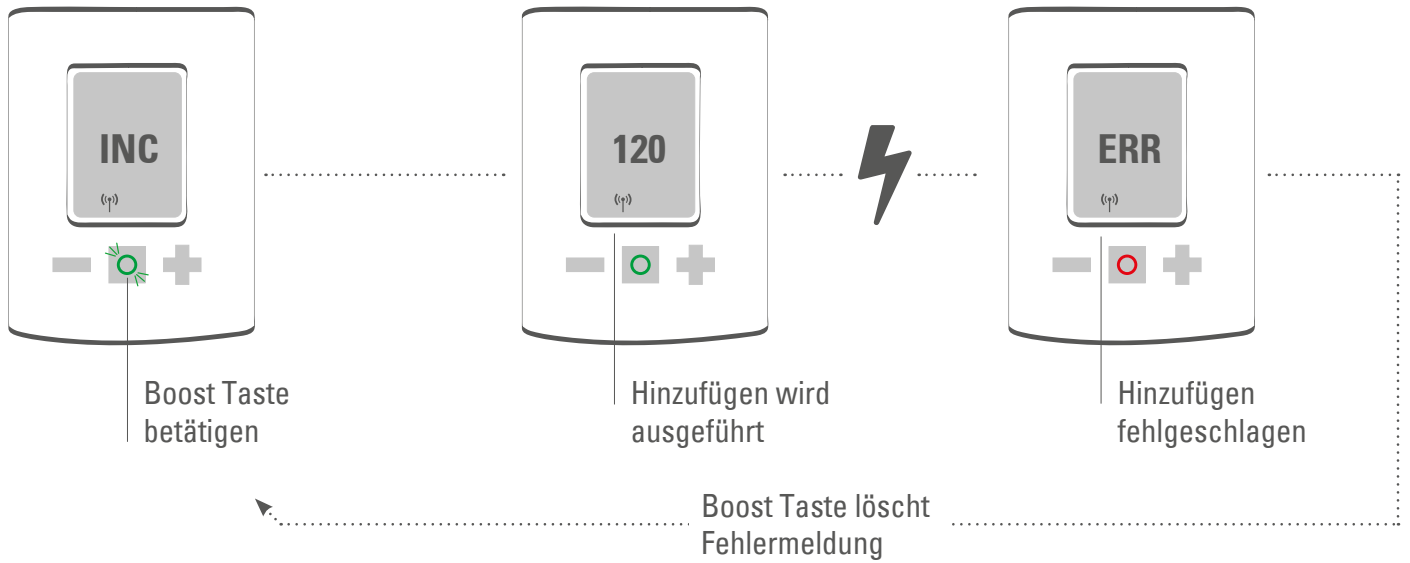 INC
120
ERR
Boost Taste
betätigen
Hinzufügen wird
ausgeführt
Hinzufügen
fehlgeschlagen
Boost Taste löscht
Fehlermeldung